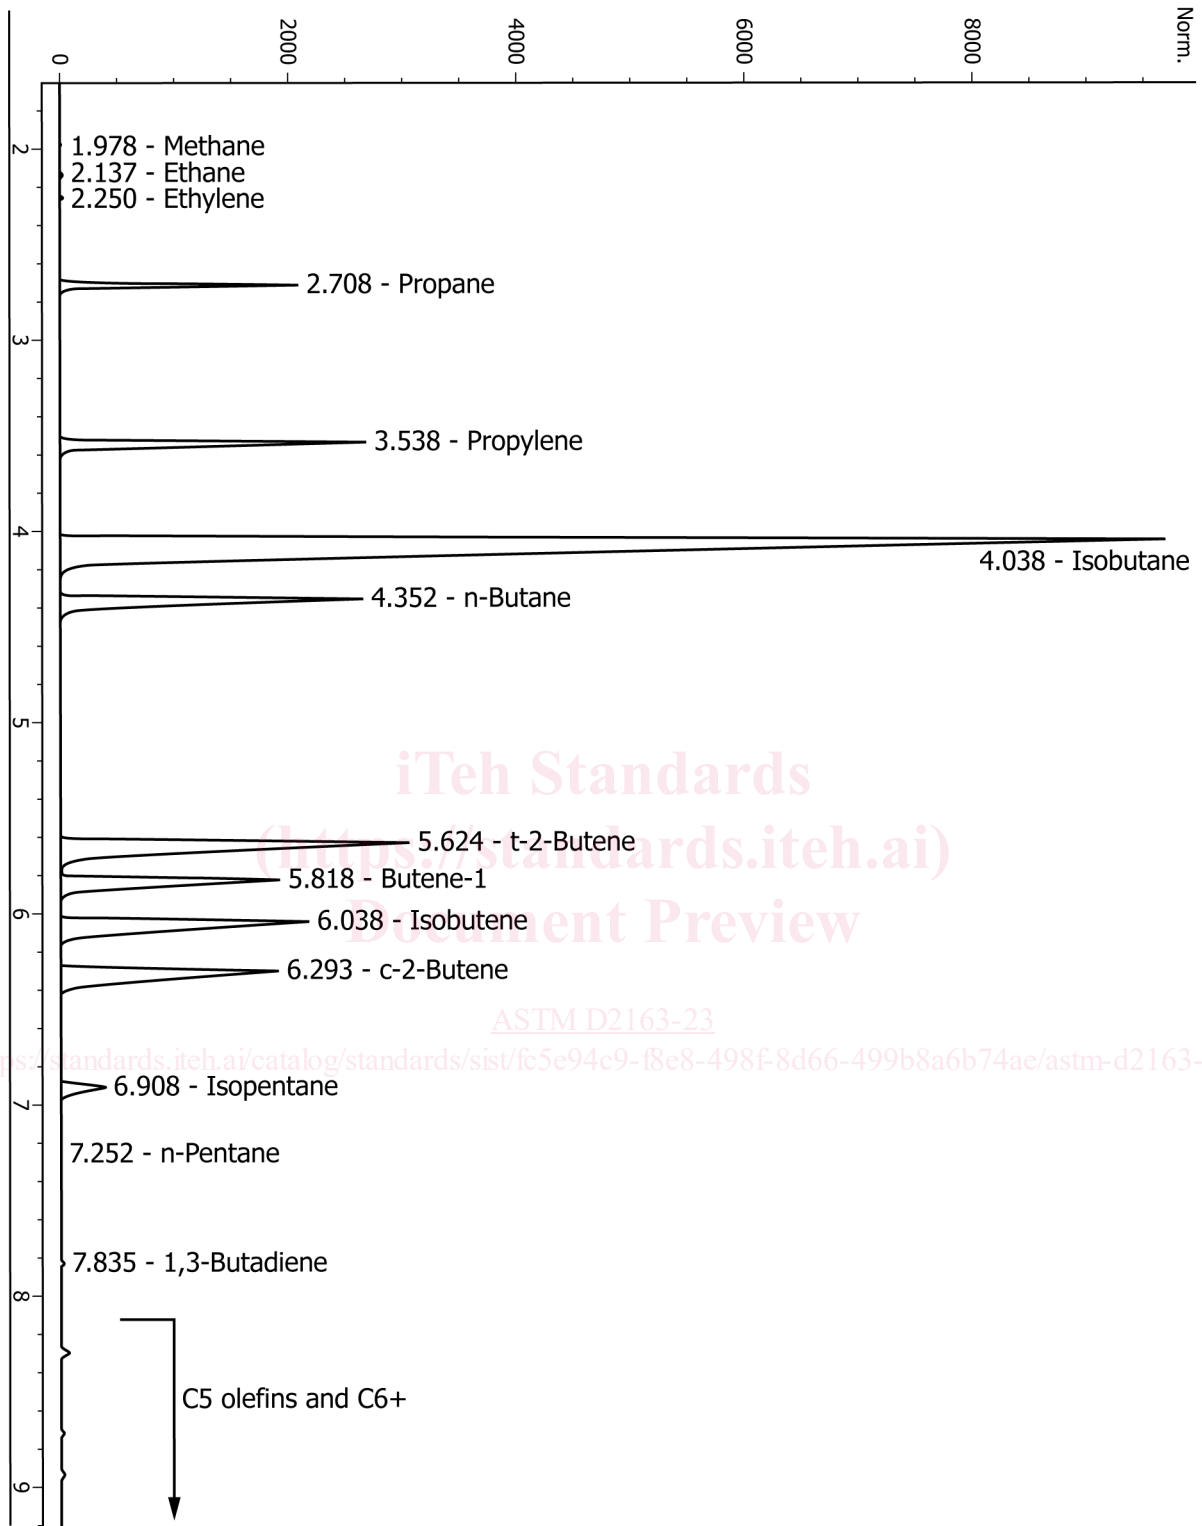 Norm.
0
2000
4000
6000
8000
2
3
4
5
6
7
8
9
1.978 - Methane
2.137 - Ethane
2.250 - Ethylene
2.708 - Propane
3.538 - Propylene
4.038 - Isobutane
4.352 - n-Butane
iTeh Standards
5.624 - t-2-Butene
(https://standards.iteh.ai)
5.818 - Butene-1
6.038 - Isobutene
Document Preview
6.293 - c-2-Butene
ASTM D2163-23
ps://standards.iteh.ai/catalog/standards/sist/fc5e94c9-f8e8-498f-8d66-499b8a6b74ae/astm-d2163-
6.908 - Isopentane
7.252 - n-Pentane
7.835 - 1,3-Butadiene
C5 olefins and C6+